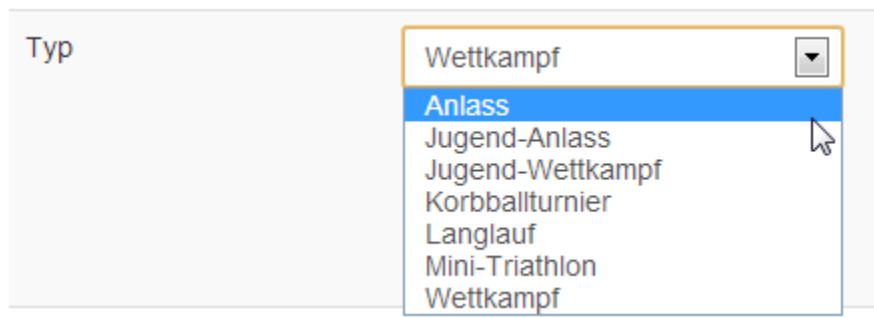 Typ
Wettkampf
Anlass
Jugend-Anlass
Jugend-Wettkampf
Korbballturnier
Langlauf
Mini-Triathlon
Wettkampf